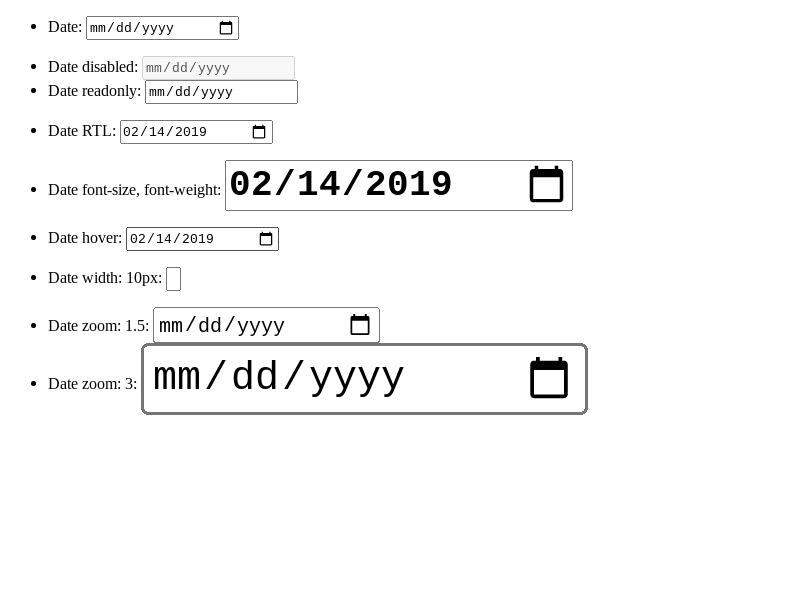 Date: mm/dd/yyyy
Date disabled: mm/dd/yyyy
Date readonly: mm/dd/yyyy
Date RTL: 02/14/2019
Date font-size, font-weight: 02/14/2019
Date hover: 02/14/2019
Date width: 10px:
Date zoom: 1.5: mm/dd/yyyy
Date zoom: 3: mm/dd/yyyy